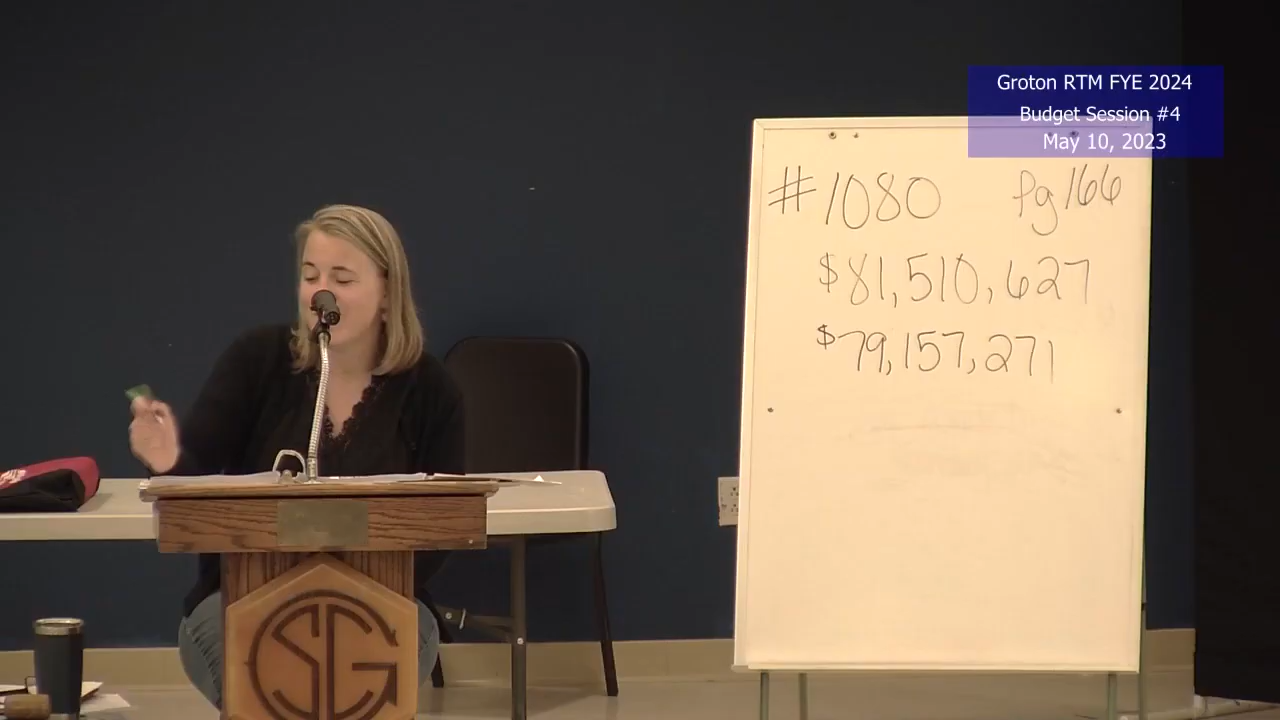 Groton RTM FYE 2024
Budget Session #4
May 10, 2023
#1080 Pg 166
$81,510,627
$79,157,271
SG